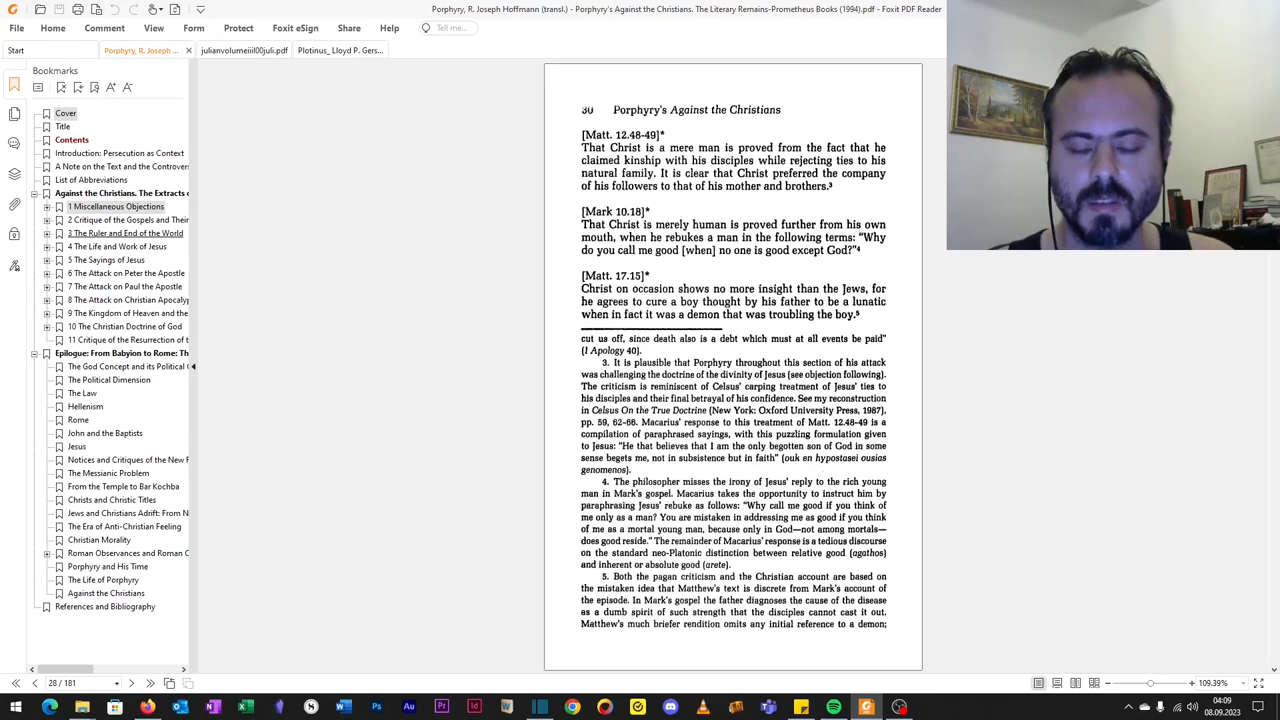 Porphyry, R. Joseph Hoffmann (transl.) - Porphyry's Against the Christians. The Literary Remains-Prometheus Books (1994).pdf - Foxit PDF Reader
File Home Comment View Form Protect Foxit eSign Share Help Tell me...
Start Porphyry, R. Joseph ... julianvolumeiiil00juli.pdf Plotinus_ Lloyd P. Gers...
Bookmarks
Cover
Title
Contents
Introduction: Persecution as Context
A Note on the Text and the Controvers
List of Abbreviations
Against the Christians. The Extracts o
1 Miscellaneous Objections
2 Critique of the Gospels and Their
3 The Ruler and End of the World
4 The Life and Work of Jesus
5 The Sayings of Jesus
6 The Attack on Peter the Apostle
7 The Attack on Paul the Apostle
8 The Attack on Christian Apocaly
9 The Kingdom of Heaven and the
10 The Christian Doctrine of God
11 Critique of the Resurrection of t
Epilogue: From Babylon to Rome: Th
The God Concept and its Political
The Political Dimension
The Law
Hellenism
Rome
John and the Baptists
Jesus
Notices and Critiques of the New
The Messianic Problem
From the Temple to Bar Kochba
Christs and Christic Titles
Jews and Christians Adrift: From N
The Era of Anti-Christian Feeling
Christian Morality
Roman Observances and Roman C
Porphyry and His Time
The Life of Porphyry
Against the Christians
References and Bibliography
30 Porphyry's Against the Christians
[Matt. 12.48-49]*
That Christ is a mere man is proved from the fact that he
claimed kinship with his disciples while rejecting ties to his
natural family. It is clear that Christ preferred the company
of his followers to that of his mother and brothers.³
[Mark 10.18]*
That Christ is merely human is proved further from his own
mouth, when he rebukes a man in the following terms: "Why
do you call me good [when] no one is good except God?"⁴
[Matt. 17.15]*
Christ on occasion shows no more insight than the Jews, for
he agrees to cure a boy thought by his father to be a lunatic
when in fact it was a demon that was troubling the boy.⁵
cut us off, since death also is a debt which must at all events be paid"
(I Apology 40).
3. It is plausible that Porphyry throughout this section of his attack
was challenging the doctrine of the divinity of Jesus (see objection following).
The criticism is reminiscent of Celsus' carping treatment of Jesus' ties to
his disciples and their final betrayal of his confidence. See my reconstruction
in Celsus On the True Doctrine (New York: Oxford University Press, 1987),
pp. 59, 62-66. Macarius' response to this treatment of Matt. 12.48-49 is a
compilation of paraphrased sayings, with this puzzling formulation given
to Jesus: "He that believes that I am the only begotten son of God in some
sense begets me, not in subsistence but in faith" (ouk en hypostasei ousias
genomenos).
4. The philosopher misses the irony of Jesus' reply to the rich young
man in Mark's gospel. Macarius takes the opportunity to instruct him by
paraphrasing Jesus' rebuke as follows: "Why call me good if you think of
me only as a man? You are mistaken in addressing me as good if you think
of me as a mortal young man, because only in God—not among mortals—
does good reside." The remainder of Macarius' response is a tedious discourse
on the standard neo-Platonic distinction between relative good (agathos)
and inherent or absolute good (arete).
5. Both the pagan criticism and the Christian account are based on
the mistaken idea that Matthew's text is discrete from Mark's account of
the episode. In Mark's gospel the father diagnoses the cause of the disease
as a dumb spirit of such strength that the disciples cannot cast it out.
Matthew's much briefer rendition omits any initial reference to a demon;
28 / 181
109.39%
04:09
08.09.2023